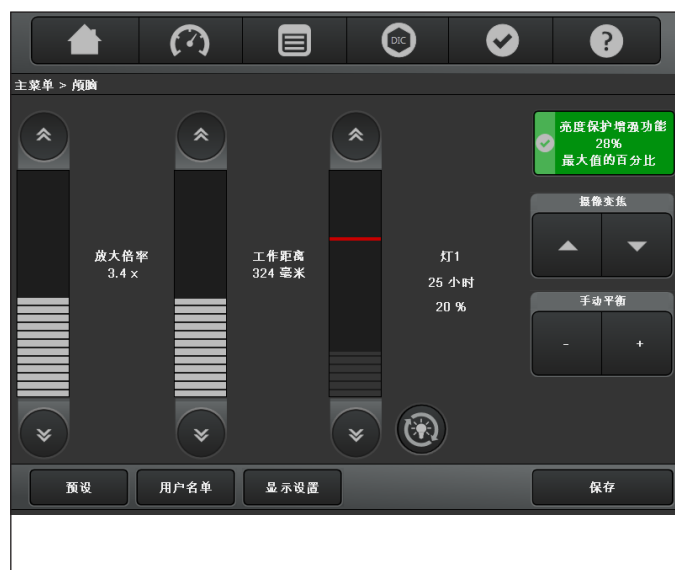 DIC
?
主菜单 > 颅脑
放大倍率
3.4 x
工作距离
324 毫米
灯1
25 小时
20 %
亮度保护增强功能
28%
最大值的百分比
摄像变焦
手动平衡
- +
预设 用户名单 显示设置 保存